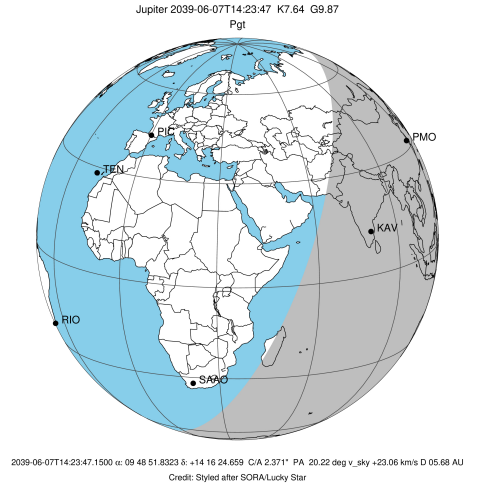 Jupiter 2039-06-07T14:23:47 K7.64 G9.87
Pgt
PIC
PMO
TEN
KAV
RIO
SAAO
2039-06-07T14:23:47.1500 α: 09 48 51.8323 δ: +14 16 24.659 C/A 2.371" PA 20.22 deg v_sky +23.06 km/s D 05.68 AU
Credit: Styled after SORA/Lucky Star